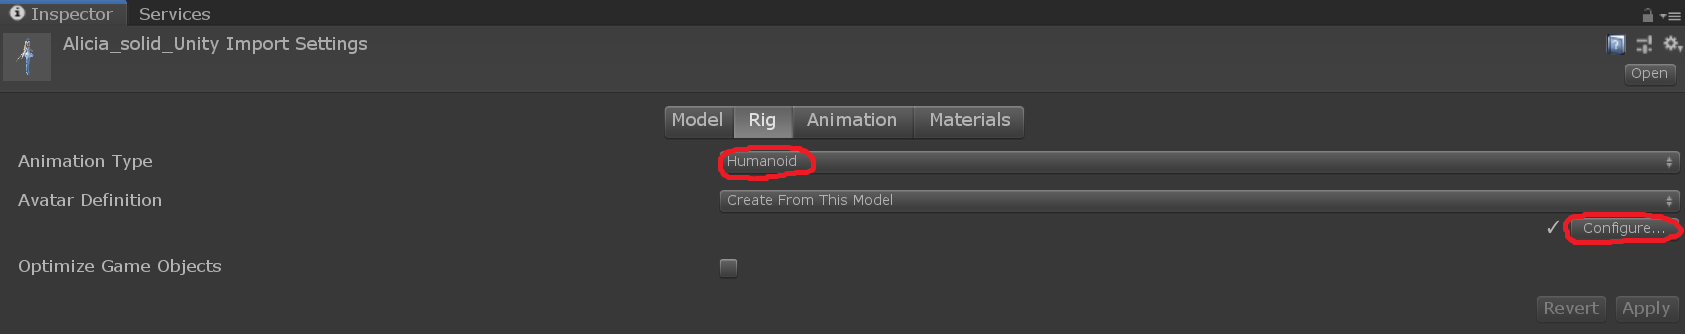 Inspector Services
Alicia_solid_Unity Import Settings
Open
Model Rig Animation Materials
Animation Type Humanoid
Avatar Definition Create From This Model
✓ Configure...
Optimize Game Objects
Revert Apply